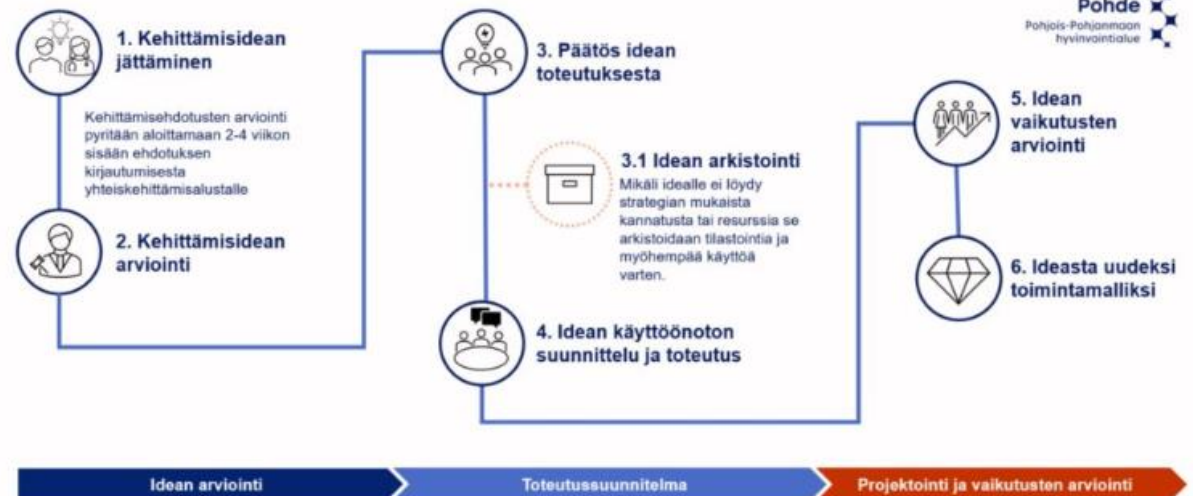 Pohde
Pohjois-Pohjanmaan
hyvinvointialue
1. Kehittämisidean
jättäminen
Kehittämisehdotusten arviointi
pyritään aloittamaan 2-4 viikon
sisään ehdotuksen
kirjautumisesta
yhteiskehittämisalustalle
2. Kehittämisidean
arviointi
3. Päätös idean
toteutuksesta
3.1 Idean arkistointi
Mikäli idealle ei löydy
strategian mukaista
kannatusta tai resurssia se
arkistoidaan tilastointia ja
myöhempää käyttöä
varten.
4. Idean käyttöönoton
suunnittelu ja toteutus
5. Idean
vaikutusten
arviointi
6. Ideasta uudeksi
toimintamalliksi
Idean arviointi
Toteutussuunnitelma
Projektointi ja vaikutusten arviointi